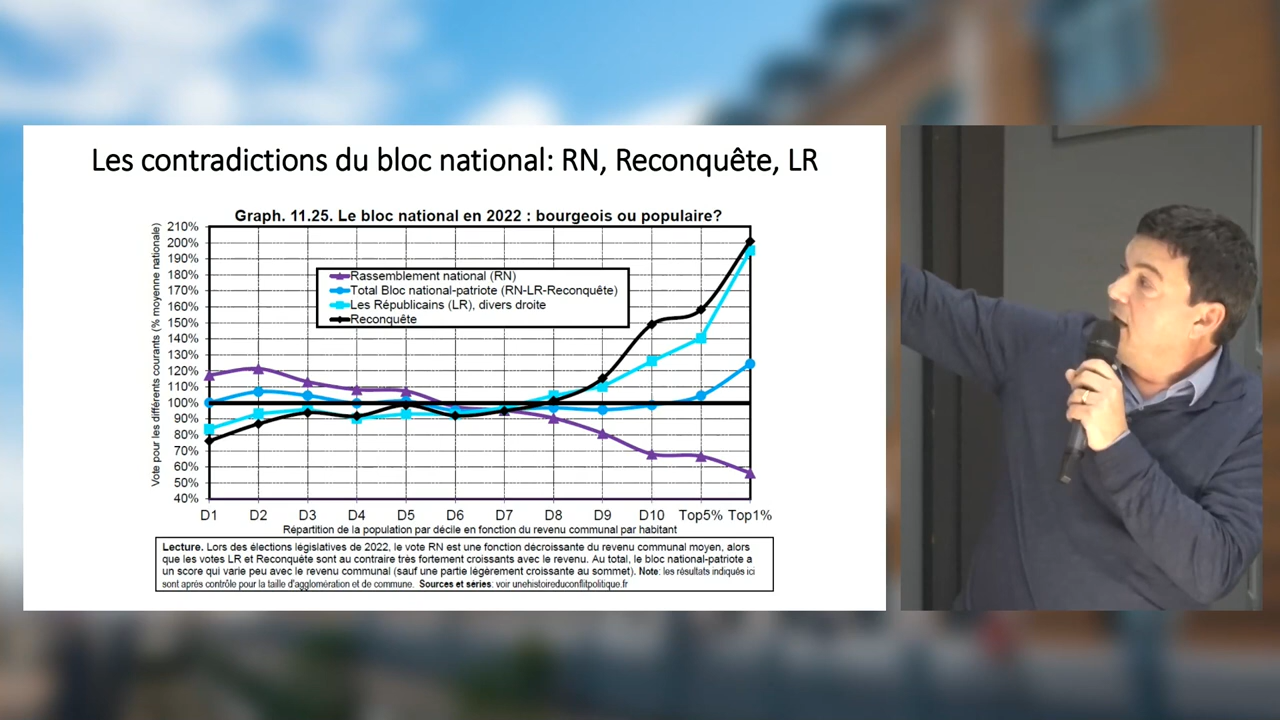 Les contradictions du bloc national: RN, Reconquête, LR
Graph. 11.25. Le bloc national en 2022 : bourgeois ou populaire?
Vote pour les différents courants (% moyenne nationale)
210%
200%
190%
180%
170%
160%
150%
140%
130%
120%
110%
100%
90%
80%
70%
60%
50%
40%
Rassemblement national (RN)
Total Bloc national-patriote (RN-LR-Reconquête)
Les Républicains (LR), divers droite
Reconquête
D1 D2 D3 D4 D5 D6 D7 D8 D9 D10 Top5% Top1%
Répartition de la population par décile en fonction du revenu communal par habitant
Lecture. Lors des élections législatives de 2022, le vote RN est une fonction décroissante du revenu communal moyen, alors
que les votes LR et Reconquête sont au contraire très fortement croissants avec le revenu. Au total, le bloc national-patriote a
un score qui varie peu avec le revenu communal (sauf une partie légèrement croissante au sommet). Note: les résultats indiqués ici
sont après contrôle pour la taille d'agglomération et de commune. Sources et séries: voir unehistoireduconflitpolitique.fr